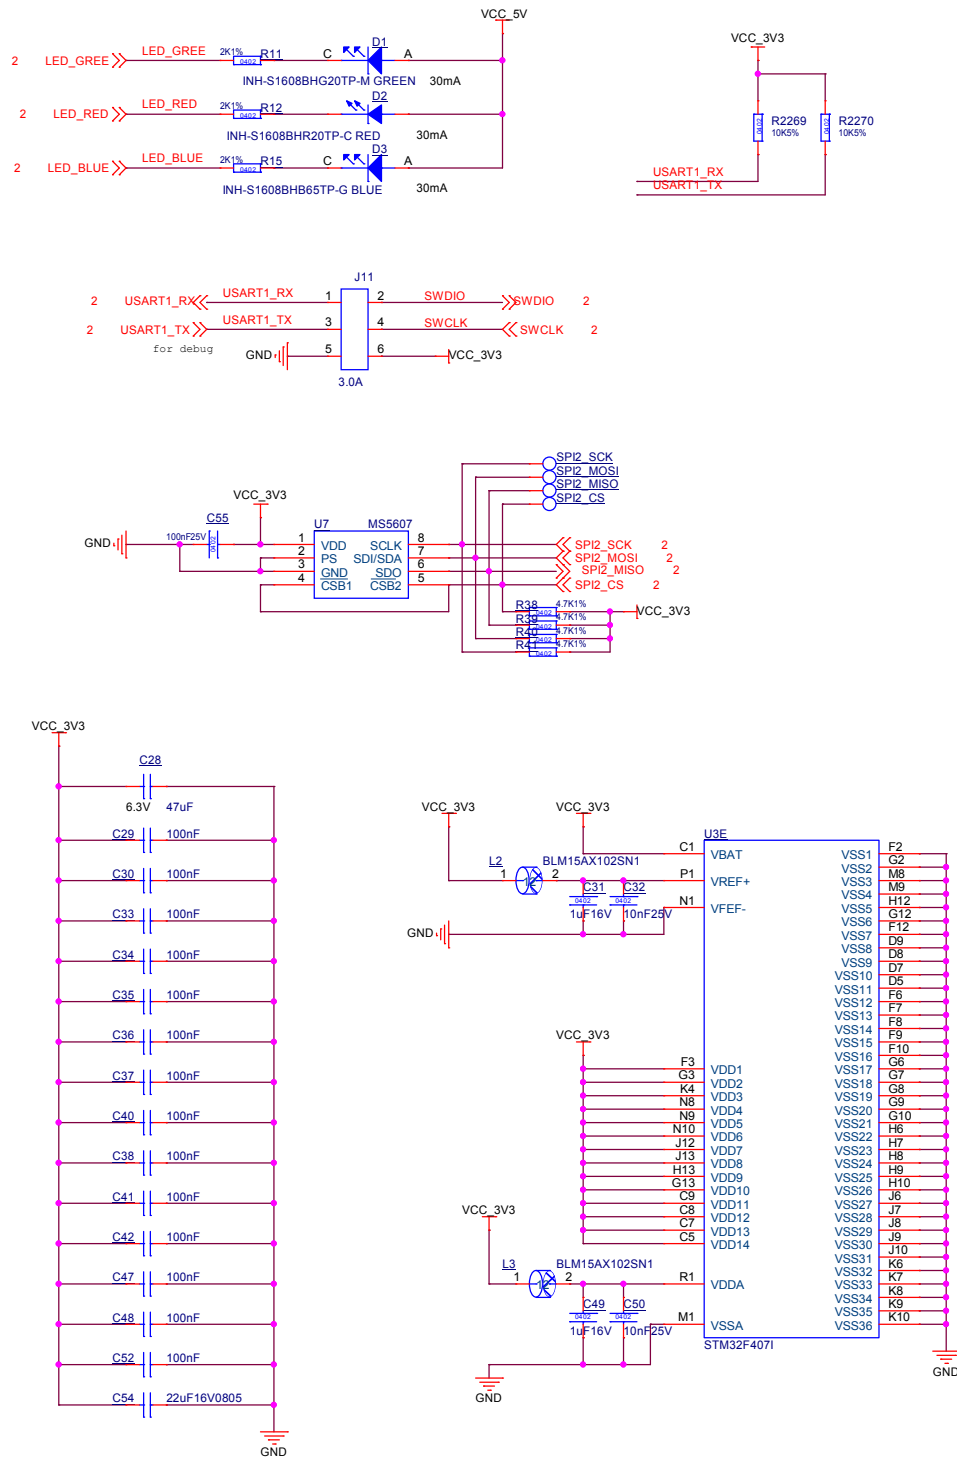 VCC_5V
2 LED_GREE LED_GREE 2K1% 0402 R11 C D1 A
INH-S1608BHG20TP-M GREEN 30mA
2 LED_RED LED_RED 2K1% 0402 R12 D2
INH-S1608BHR20TP-C RED 30mA
2 LED_BLUE LED_BLUE 2K1% 0402 R15 C D3 A
INH-S1608BHB65TP-G BLUE 30mA
VCC_3V3
0402 R2269 10K5%
0402 R2270 10K5%
USART1_RX
USART1_TX
J11
2 USART1_RX USART1_RX 1 2 SWDIO SWDIO 2
2 USART1_TX USART1_TX 3 4 SWCLK SWCLK 2
for debug
GND 5 6 VCC_3V3
3.0A
SPI2_SCK
SPI2_MOSI
SPI2_MISO
SPI2_CS
VCC_3V3
C55
100nF25V 0402
GND
U7 MS5607
1 VDD SCLK 8 SPI2_SCK 2
2 PS SDI/SDA 7 SPI2_MOSI 2
3 GND SDO 6 SPI2_MISO 2
4 CSB1 CSB2 5 SPI2_CS 2
R38 0402 4.7K1% VCC_3V3
R39 0402 4.7K1%
R40 0402 4.7K1%
R41 0402 4.7K1%
VCC_3V3
C28
6.3V 47uF
C29 100nF
C30 100nF
C33 100nF
C34 100nF
C35 100nF
C36 100nF
C37 100nF
C40 100nF
C38 100nF
C41 100nF
C42 100nF
C47 100nF
C48 100nF
C52 100nF
C54 22uF16V0805
GND
VCC_3V3 VCC_3V3
L2 BLM15AX102SN1
1 2
C31 0402 1uF16V
C32 0402 10nF25V
GND
U3E
C1 VBAT
P1 VREF+
N1 VFEF-
VCC_3V3
F3 VDD1
G3 VDD2
K4 VDD3
N8 VDD4
N9 VDD5
N10 VDD6
J12 VDD7
J13 VDD8
H13 VDD9
G13 VDD10
C9 VDD11
C8 VDD12
C7 VDD13
C5 VDD14
VCC_3V3
L3 BLM15AX102SN1
1 2
R1 VDDA
C49 0402 1uF16V
C50 0402 10nF25V
M1 VSSA
GND
STM32F407I
VSS1 F2
VSS2 G2
VSS3 M8
VSS4 M9
VSS5 H12
VSS6 G12
VSS7 F12
VSS8 D9
VSS9 D8
VSS10 D7
VSS11 D5
VSS12 F6
VSS13 F7
VSS14 F8
VSS15 F9
VSS16 F10
VSS17 G6
VSS18 G7
VSS19 G8
VSS20 G9
VSS21 G10
VSS22 H6
VSS23 H7
VSS24 H8
VSS25 H9
VSS26 H10
VSS27 J6
VSS28 J7
VSS29 J8
VSS30 J9
VSS31 J10
VSS32 K6
VSS33 K7
VSS34 K8
VSS35 K9
VSS36 K10
GND